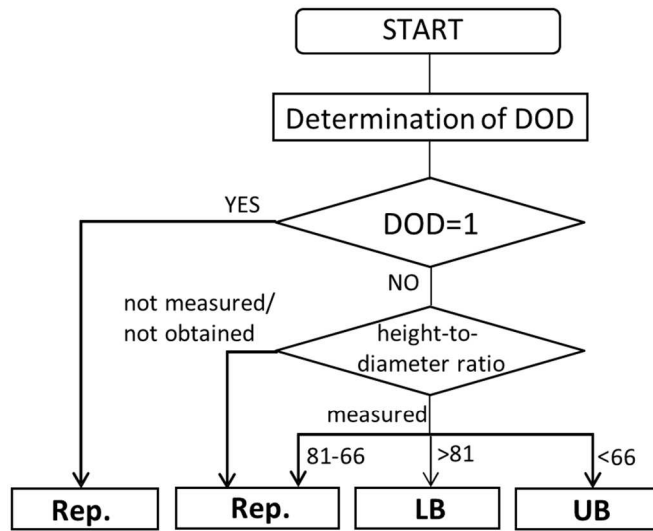 START
Determination of DOD
YES
DOD=1
NO
not measured/
not obtained
height-to-
diameter ratio
measured
81-66
>81
<66
Rep.
Rep.
LB
UB